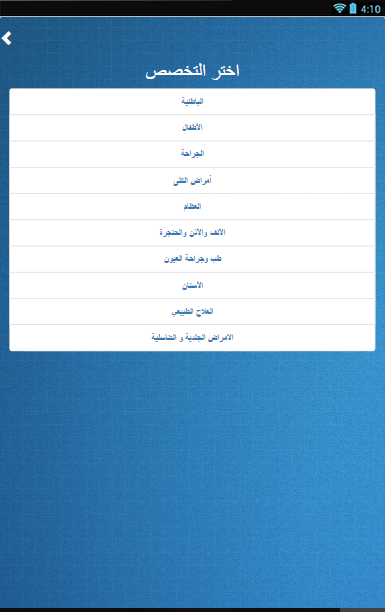 4:10
اختر التخصص
الباطنية
الأطفال
الجراحة
أمراض الكلى
العظام
الأنف والأذن والحنجرة
طب وجراحة العيون
الأسنان
العلاج الطبيعي
الامراض الجلدية و التناسلية